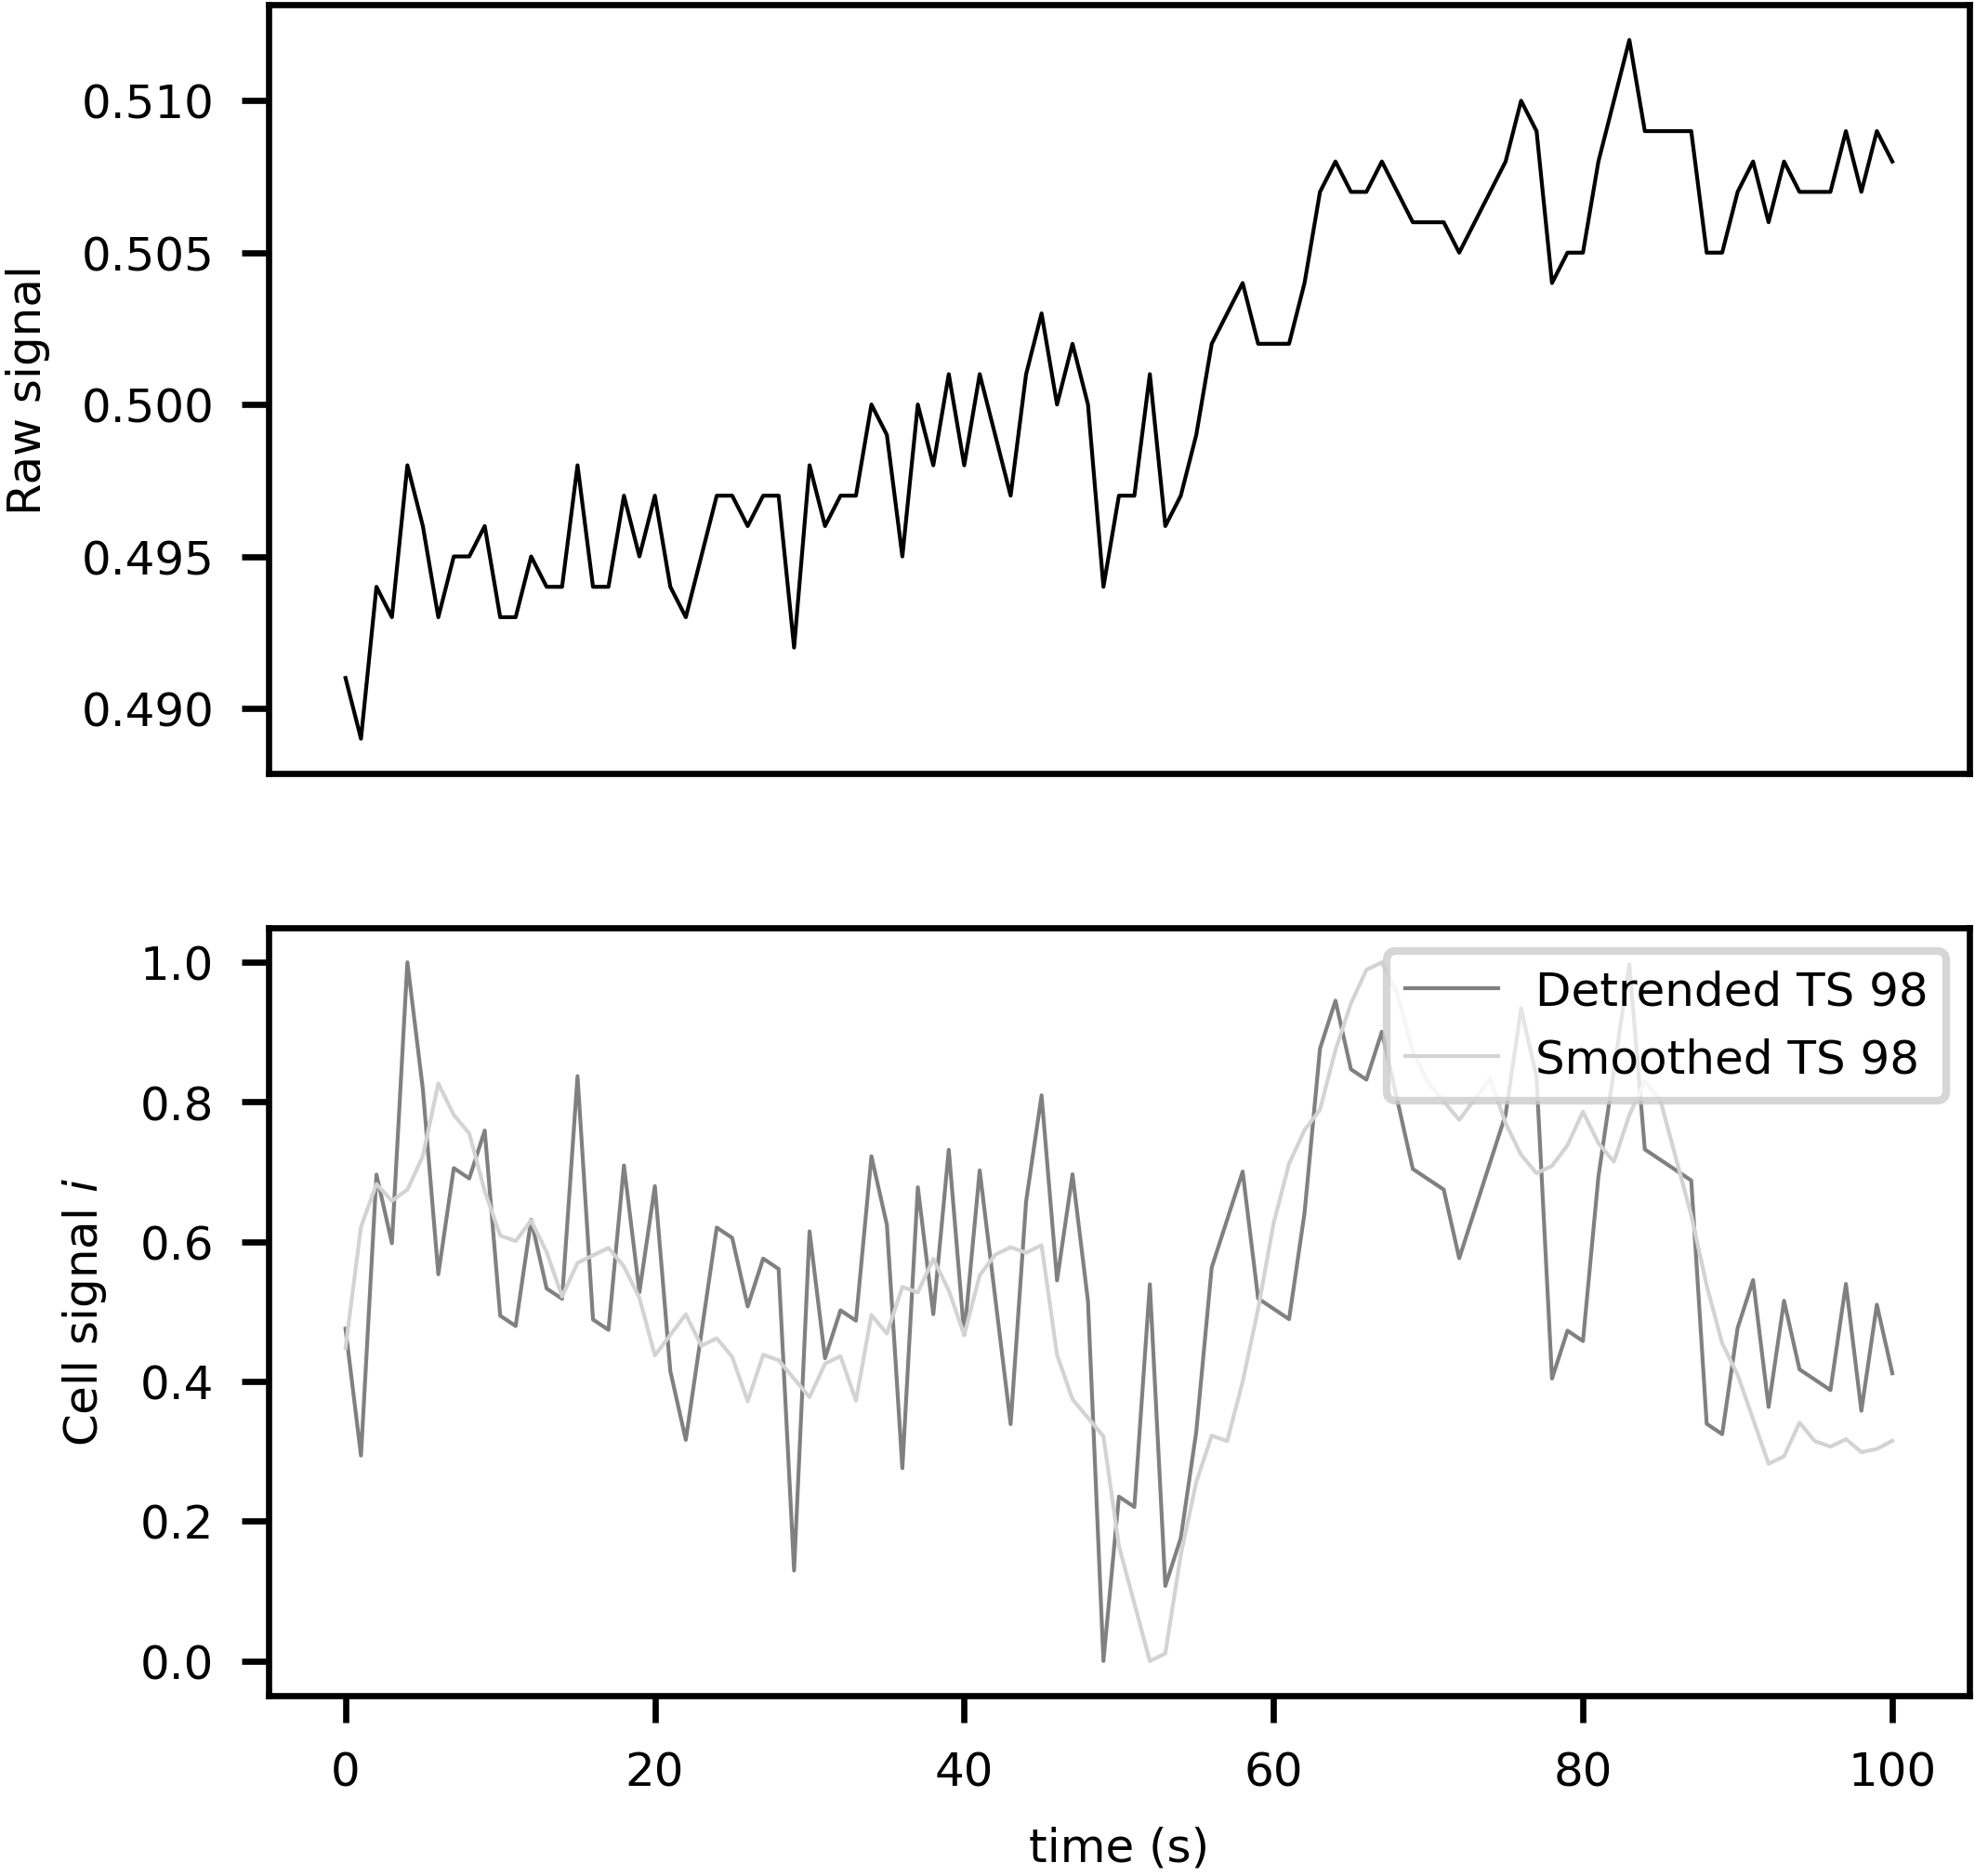 Raw signal
0.510
0.505
0.500
0.495
0.490
Cell signal i
1.0
0.8
0.6
0.4
0.2
0.0
Detrended TS 98
Smoothed TS 98
0 20 40 60 80 100
time (s)